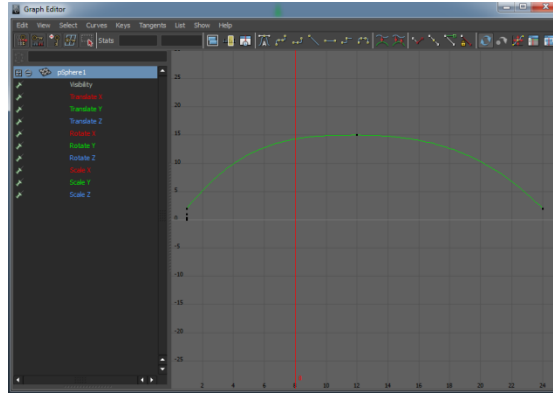 Graph Editor
Edit View Select Curves Keys Tangents List Show Help
Stats
pSphere1
Visibility
Translate X
Translate Y
Translate Z
Rotate X
Rotate Y
Rotate Z
Scale X
Scale Y
Scale Z
25
20
15
10
5
0
-5
-10
-15
-20
-25
2 4 6 8 10 12 14 16 18 20 22 24